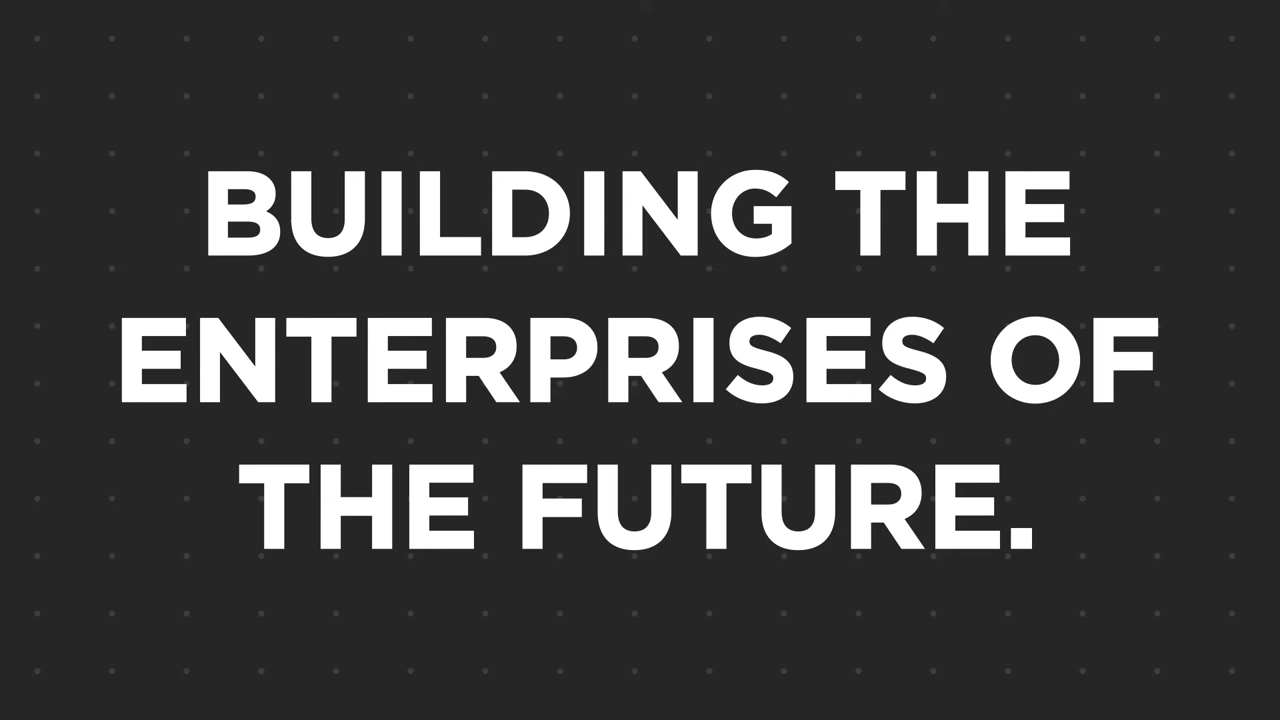 BUILDING THE
ENTERPRISES OF
THE FUTURE.